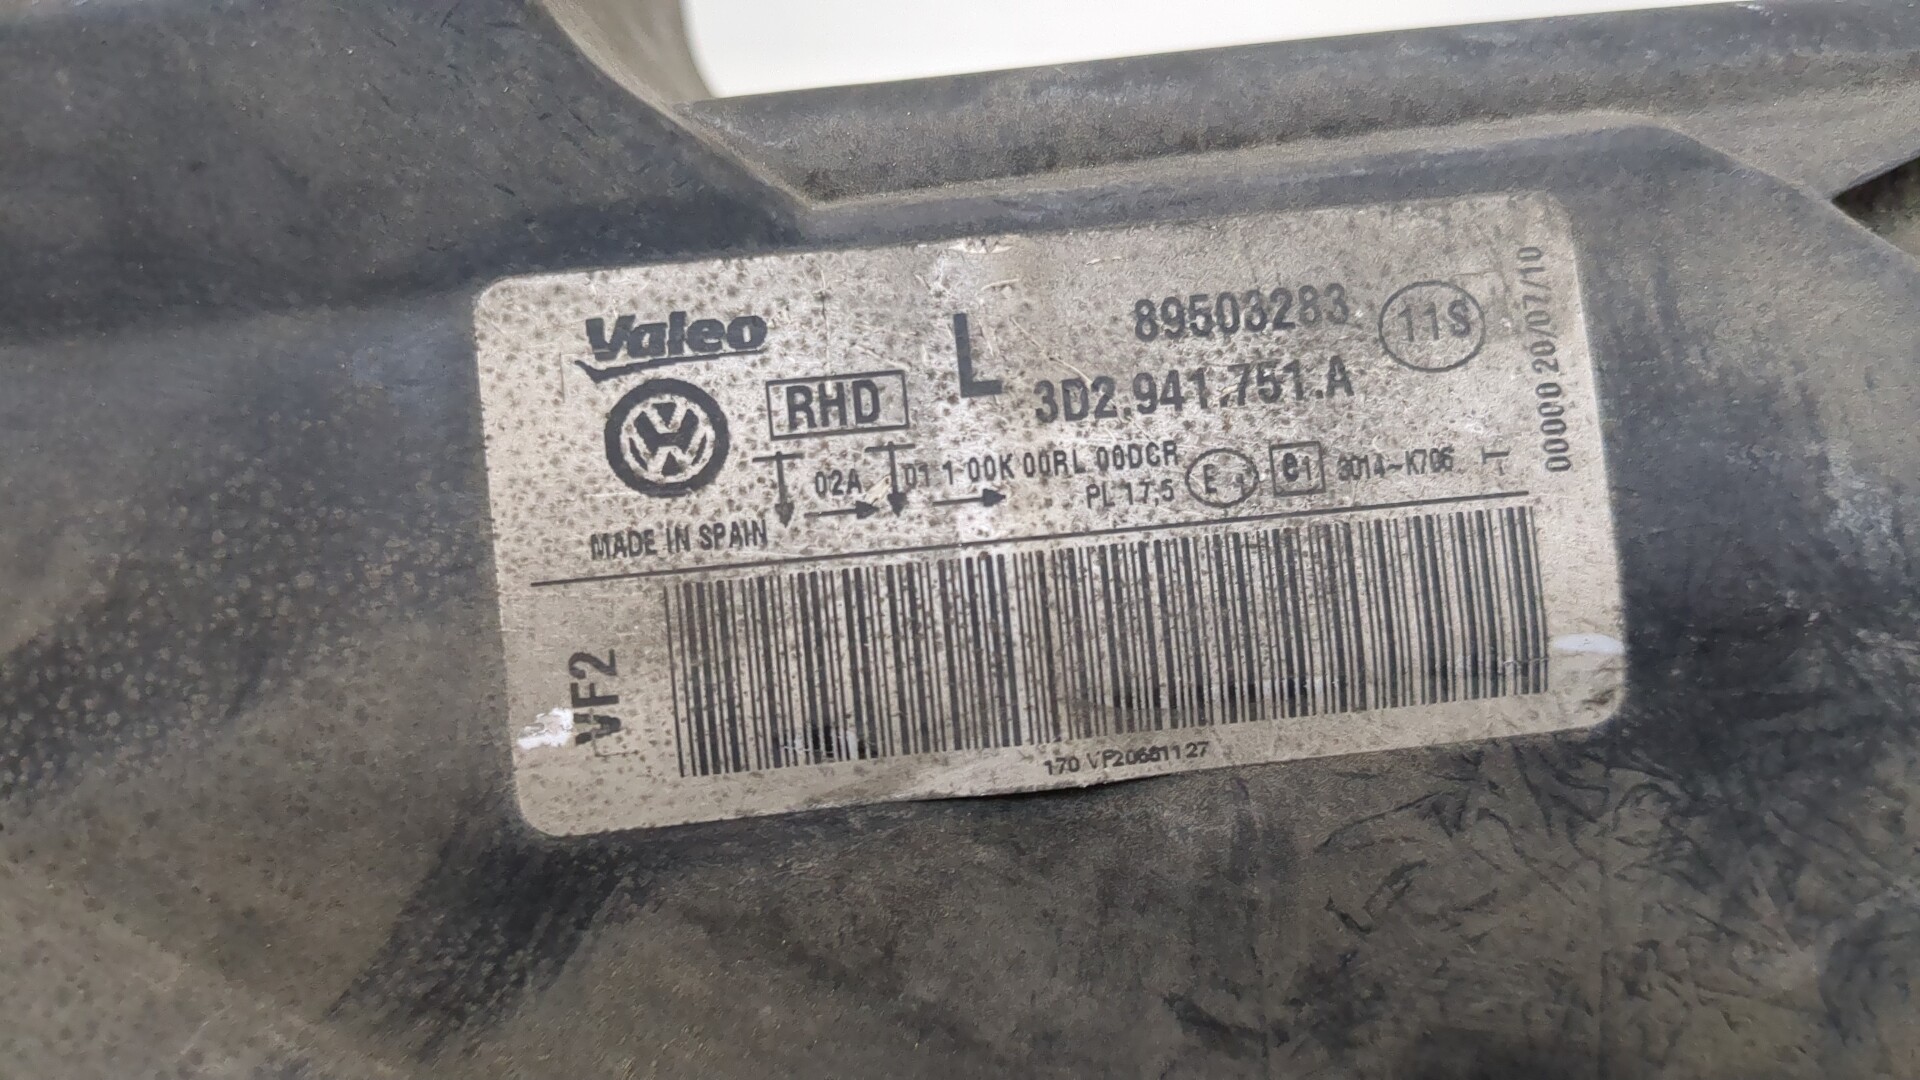 Valeo
L
89503283
11S
RHD
3D2.941.751.A
02A
01 1 00K 00RL 00DCR
PL 17,5
E
e1
3014~K706
MADE IN SPAIN
00000 20/07/10
VF2
170 VF20681127